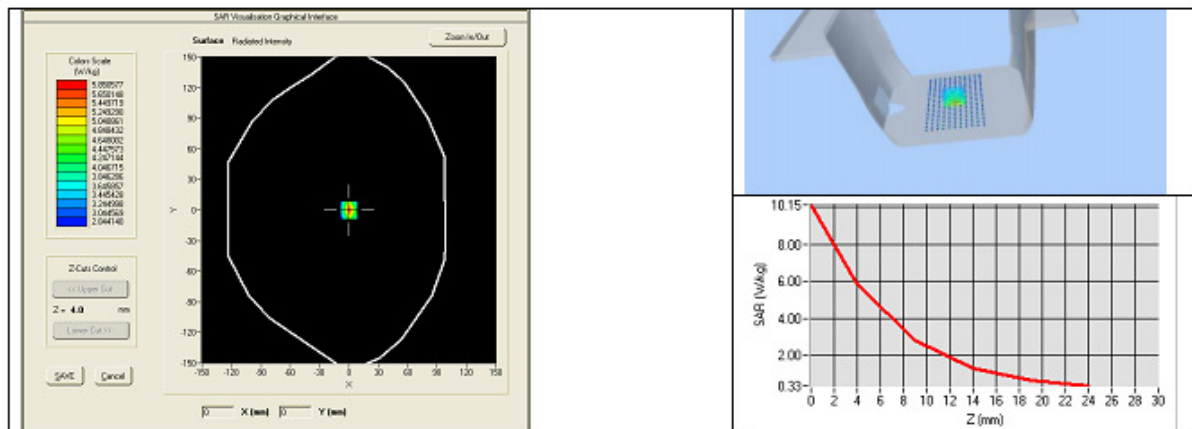 SAR Visualisation Graphical Interface
Surface Radiated Intensity
Zoom In/Out
Colors Scale
(W/kg)
5.850577
5.650148
5.449719
5.249290
5.048861
4.848432
4.648002
4.447573
4.247144
4.046715
3.846286
3.645857
3.445428
3.244998
3.044569
2.844140
Z-Cuts Control
<< Upper Cut
Z = 4.0 mm
Lower Cut >>
SAVE Cancel
150
120
90
60
30
0
-30
-60
-90
-120
-150
Y
-150 -120 -90 -60 -30 0 30 60 90 120 150
X
0 X (mm) 0 Y (mm)
10.15
8.00
6.00
4.00
2.00
0.33
SAR (W/kg)
0 2 4 6 8 10 12 14 16 18 20 22 24 26 28 30
Z (mm)